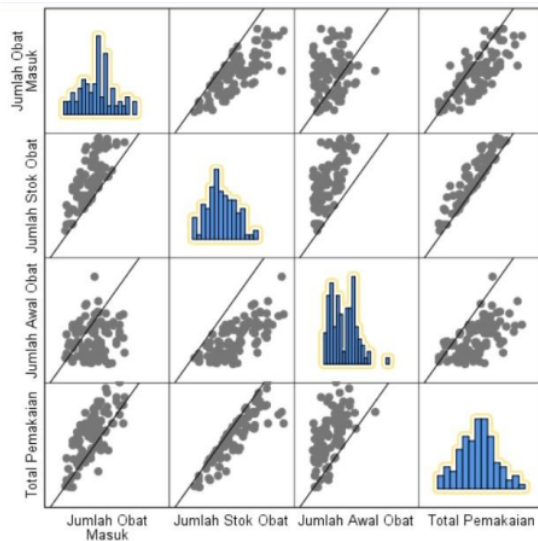 Jumlah Obat
Masuk
Jumlah Stok Obat
Jumlah Awal Obat
Total Pemakaian
Jumlah Obat
Masuk
Jumlah Stok Obat
Jumlah Awal Obat
Total Pemakaian